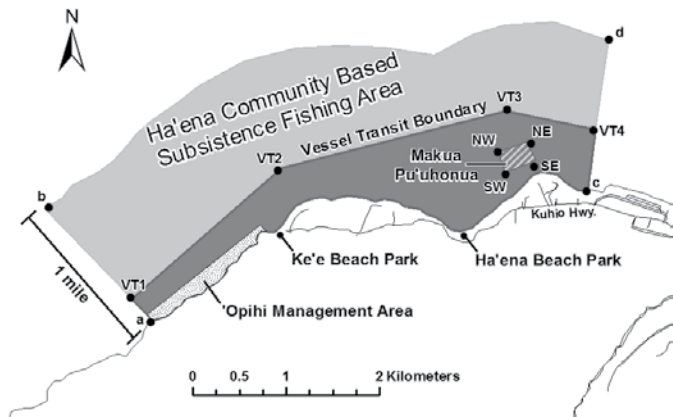 N
d
Ha'ena Community Based
Subsistence Fishing Area
VT3
Vessel Transit Boundary
VT4
NE
NW
VT2
Makua
Pu'uhonua
SE
SW
c
b
Kuhio Hwy.
Ke'e Beach Park
Ha'ena Beach Park
1 mile
VT1
'Opihi Management Area
a
0 0.5 1 2 Kilometers